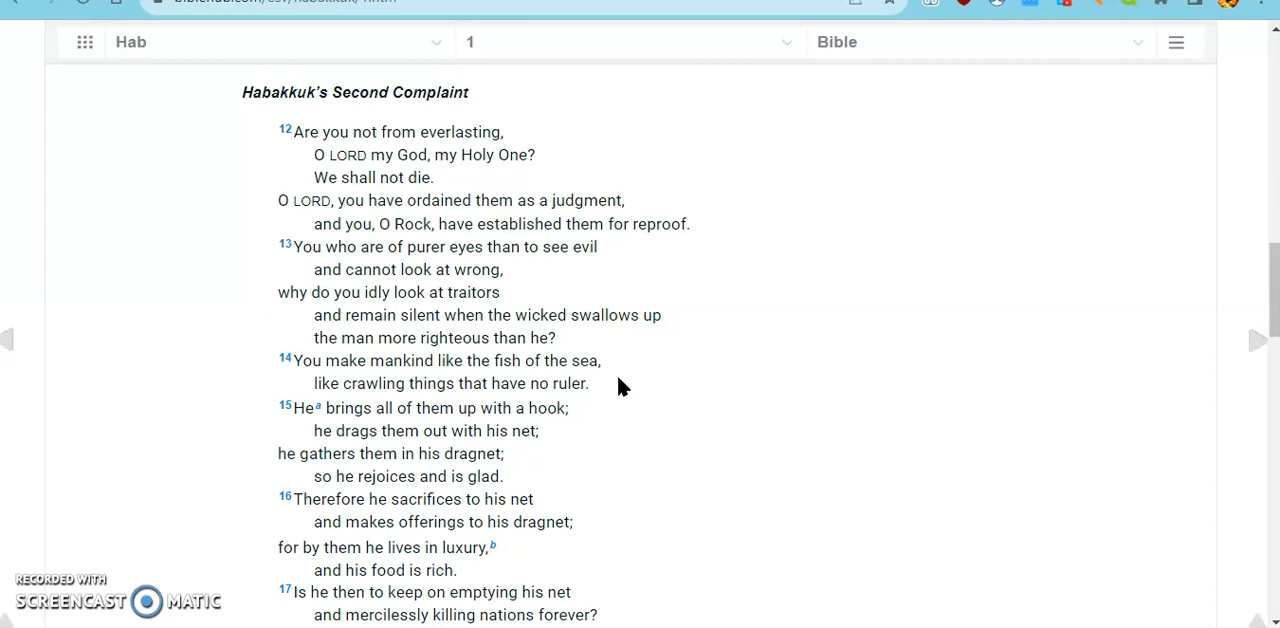 Hab 1 Bible
Habakkuk's Second Complaint
12 Are you not from everlasting,
O LORD my God, my Holy One?
We shall not die.
O LORD, you have ordained them as a judgment,
and you, O Rock, have established them for reproof.
13 You who are of purer eyes than to see evil
and cannot look at wrong,
why do you idly look at traitors
and remain silent when the wicked swallows up
the man more righteous than he?
14 You make mankind like the fish of the sea,
like crawling things that have no ruler.
15 He a brings all of them up with a hook;
he drags them out with his net;
he gathers them in his dragnet;
so he rejoices and is glad.
16 Therefore he sacrifices to his net
and makes offerings to his dragnet;
for by them he lives in luxury, b
and his food is rich.
17 Is he then to keep on emptying his net
and mercilessly killing nations forever?
RECORDED WITH
SCREENCAST MATIC